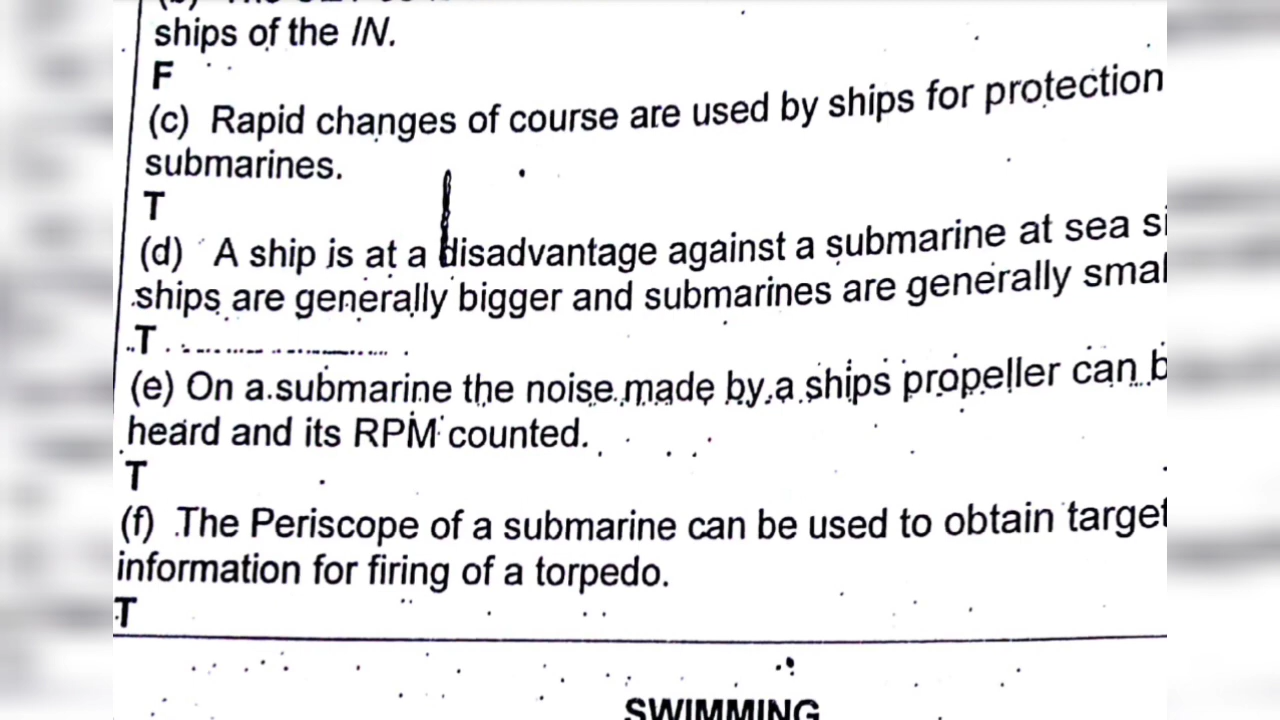 ships of the IN.
F
(c) Rapid changes of course are used by ships for protection
submarines.
T
(d) A ship is at a disadvantage against a submarine at sea
ships are generally bigger and submarines are generally
T
(e) On a submarine the noise made by a ships propeller can
heard and its RPM counted.
T
(f) The Periscope of a submarine can be used to obtain target
information for firing of a torpedo.
T
SWIMMING